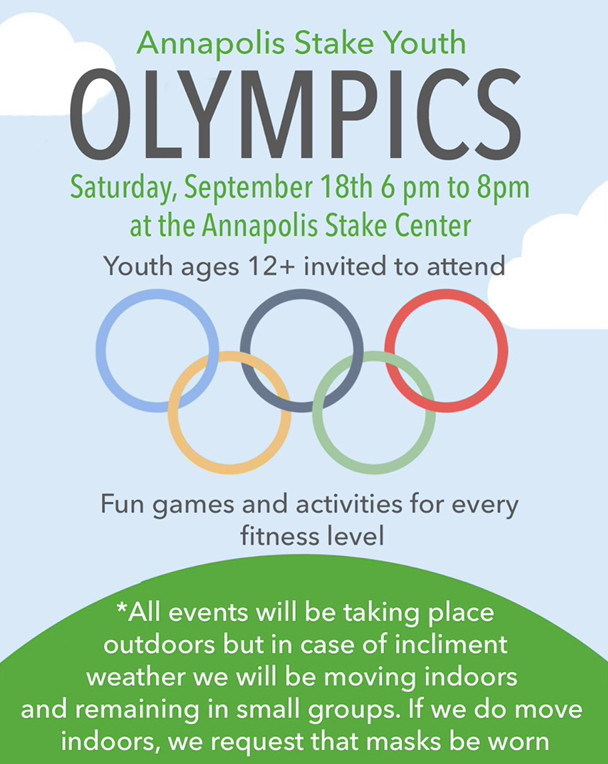 Annapolis Stake Youth
OLYMPICS
Saturday, September 18th 6 pm to 8pm
at the Annapolis Stake Center
Youth ages 12+ invited to attend
Fun games and activities for every
fitness level
*All events will be taking place
outdoors but in case of incliment
weather we will be moving indoors
and remaining in small groups. If we do move
indoors, we request that masks be worn